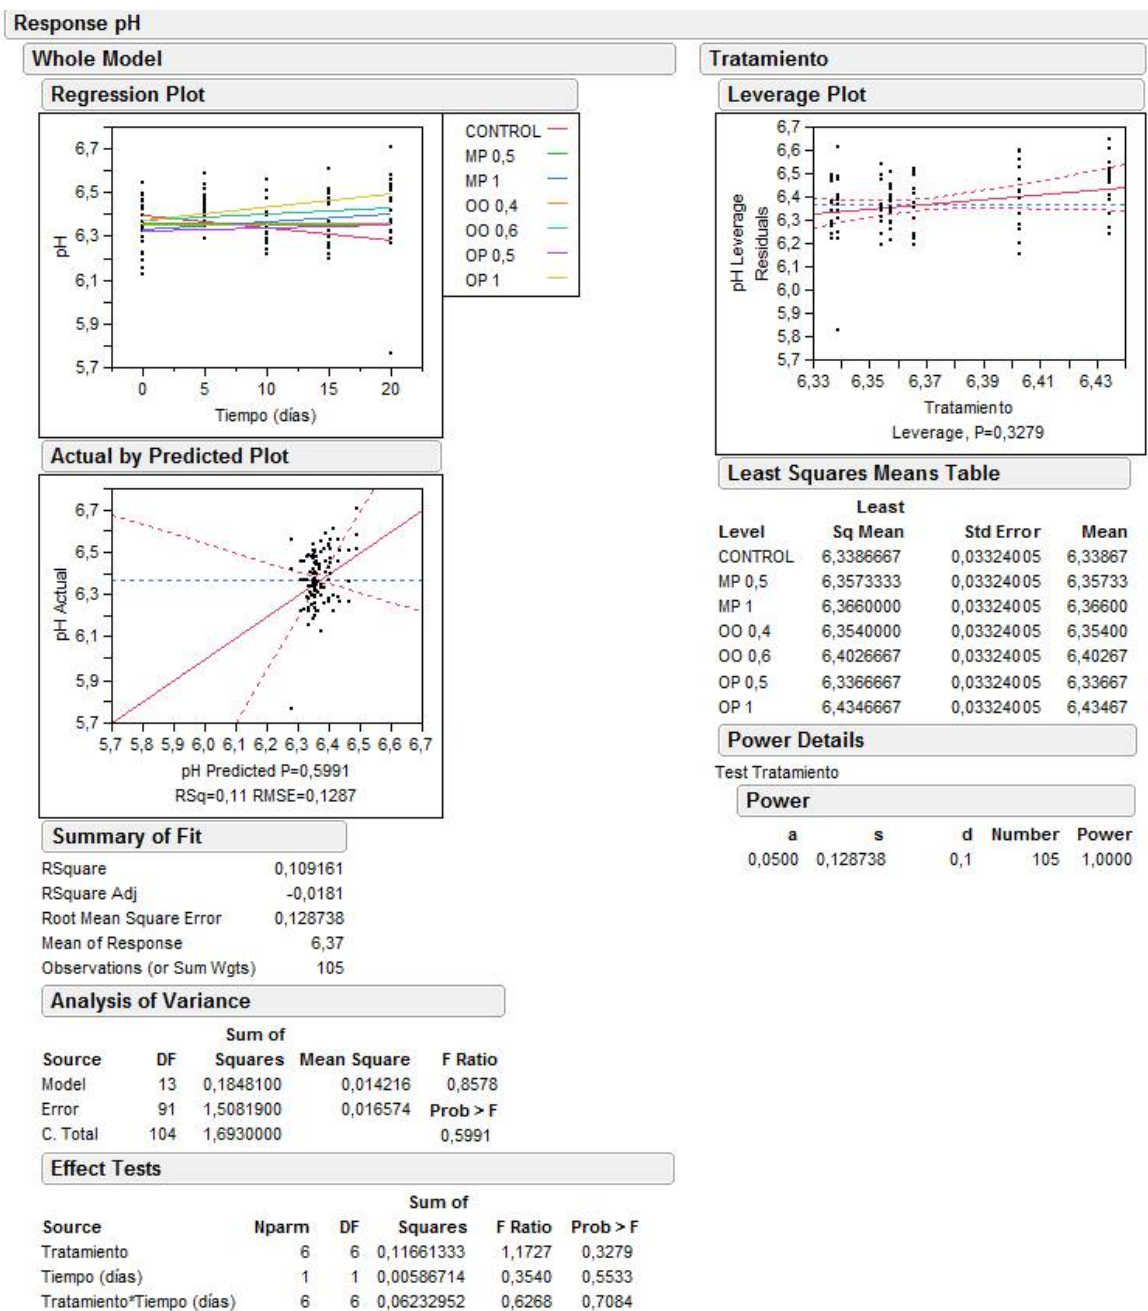 Response pH
Whole Model
Regression Plot
6,7
6,5
6,3
6,1
5,9
5,7
pH
0 5 10 15 20
Tiempo (días)
CONTROL
MP 0,5
MP 1
OO 0,4
OO 0,6
OP 0,5
OP 1
Actual by Predicted Plot
6,7
6,5
6,3
6,1
5,9
5,7
pH Actual
5,7 5,8 5,9 6,0 6,1 6,2 6,3 6,4 6,5 6,6 6,7
pH Predicted P=0,5991
RSq=0,11 RMSE=0,1287
Summary of Fit
RSquare 0,109161
RSquare Adj -0,0181
Root Mean Square Error 0,128738
Mean of Response 6,37
Observations (or Sum Wgts) 105
Analysis of Variance
Sum of
Source DF Squares Mean Square F Ratio
Model 13 0,1848100 0,014216 0,8578
Error 91 1,5081900 0,016574 Prob > F
C. Total 104 1,6930000 0,5991
Effect Tests
Sum of
Source Nparm DF Squares F Ratio Prob > F
Tratamiento 6 6 0,11661333 1,1727 0,3279
Tiempo (días) 1 1 0,00586714 0,3540 0,5533
Tratamiento*Tiempo (días) 6 6 0,06232952 0,6268 0,7084
Tratamiento
Leverage Plot
6,7
6,6
6,5
6,4
6,3
6,2
6,1
6,0
5,9
5,8
5,7
pH Leverage
Residuals
6,33 6,35 6,37 6,39 6,41 6,43
Tratamiento
Leverage, P=0,3279
Least Squares Means Table
Least
Level Sq Mean Std Error Mean
CONTROL 6,3386667 0,03324005 6,33867
MP 0,5 6,3573333 0,03324005 6,35733
MP 1 6,3660000 0,03324005 6,36600
OO 0,4 6,3540000 0,03324005 6,35400
OO 0,6 6,4026667 0,03324005 6,40267
OP 0,5 6,3366667 0,03324005 6,33667
OP 1 6,4346667 0,03324005 6,43467
Power Details
Test Tratamiento
Power
a s d Number Power
0,0500 0,128738 0,1 105 1,0000